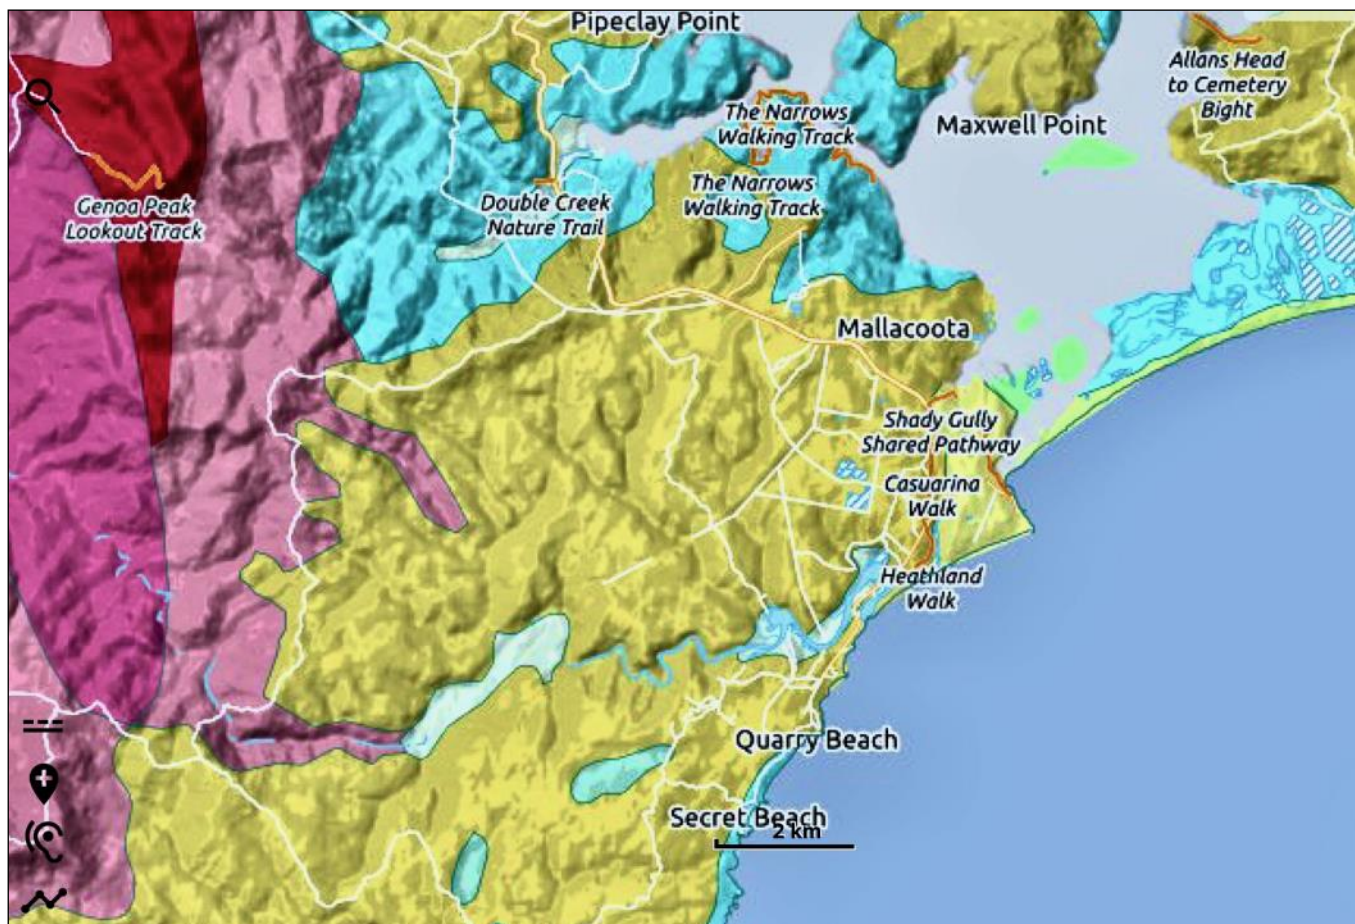 Pipeclay Point
Allans Head
to Cemetery
Bight
The Narrows
Walking Track
Maxwell Point
The Narrows
Walking Track
Genoa Peak
Lookout Track
Double Creek
Nature Trail
Mallacoota
Shady Gully
Shared Pathway
Casuarina
Walk
Heathland
Walk
Quarry Beach
Secret Beach
2 km